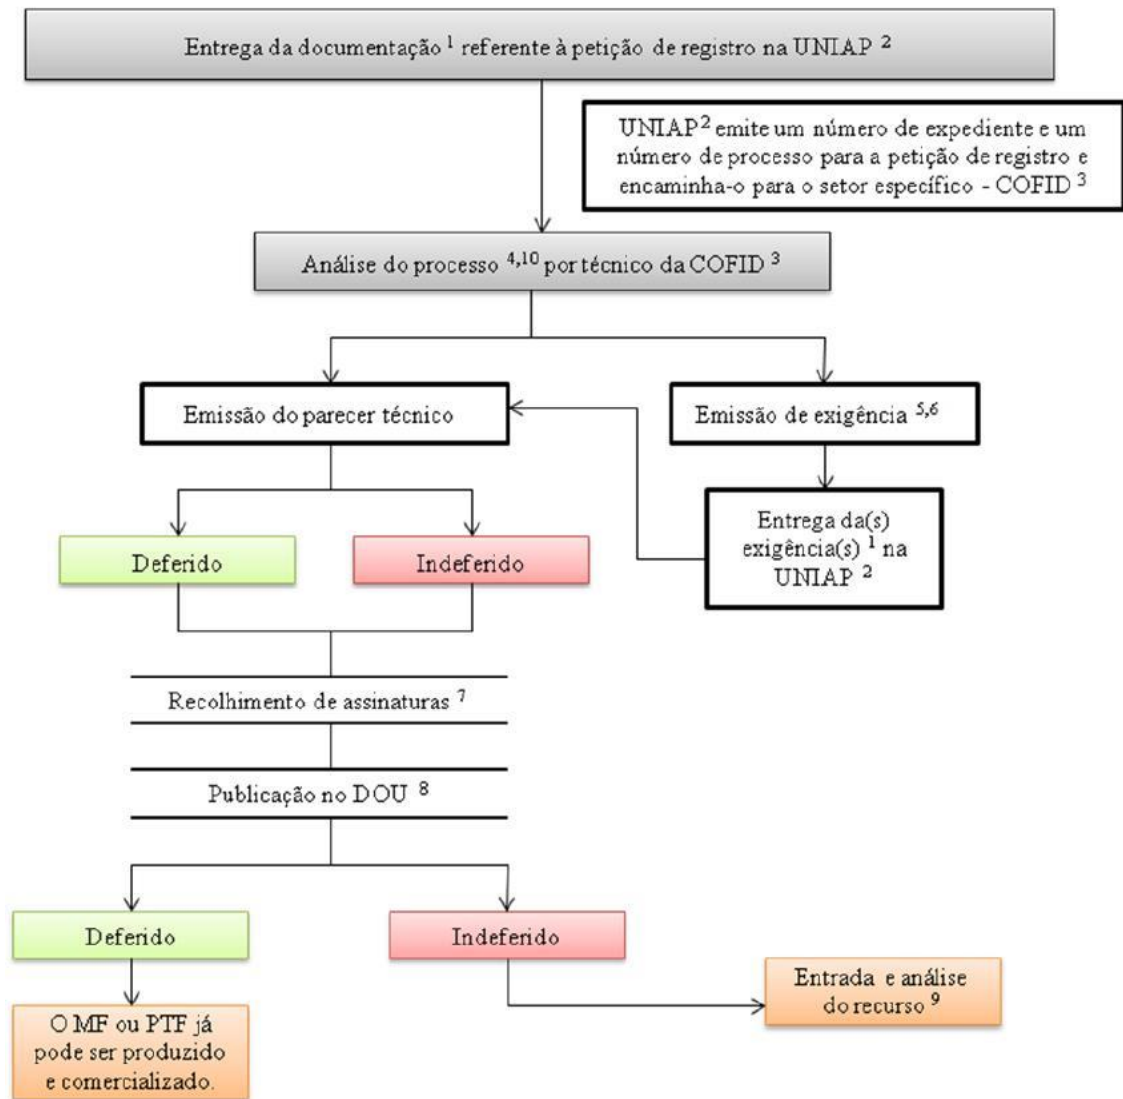 Entrega da documentação ¹ referente à petição de registro na UNIAP ²
UNIAP² emite um número de expediente e um
número de processo para a petição de registro e
encaminha-o para o setor específico - COFID ³
Análise do processo ⁴,¹⁰ por técnico da COFID ³
Emissão do parecer técnico
Emissão de exigência ⁵,⁶
Entrega da(s)
exigência(s) ¹ na
UNIAP ²
Deferido
Indeferido
Recolhimento de assinaturas ⁷
Publicação no DOU ⁸
Deferido
Indeferido
Entrada e análise
do recurso ⁹
O MF ou PTF já
pode ser produzido
e comercializado.